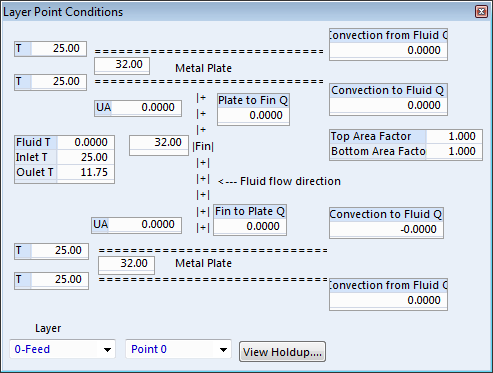 Layer Point Conditions
Convection from Fluid Q
0.0000
T 25.00 ==============================
32.00 Metal Plate
T 25.00 ==============================
Convection to Fluid Q
0.0000
|+| Plate to Fin Q
UA 0.0000 |+ 0.0000
|+
Fluid T 0.0000 32.00 |Fin|
Inlet T 25.00 |+|
Oulet T 11.75 |+|
Top Area Factor 1.000
Bottom Area Facto 1.000
|+| <--- Fluid flow direction
|+|
|+| Fin to Plate Q
UA 0.0000 |+| 0.0000
Convection to Fluid Q
-0.0000
T 25.00 ==============================
32.00 Metal Plate
T 25.00 ==============================
Convection from Fluid Q
0.0000
Layer
0-Feed Point 0 View Holdup....